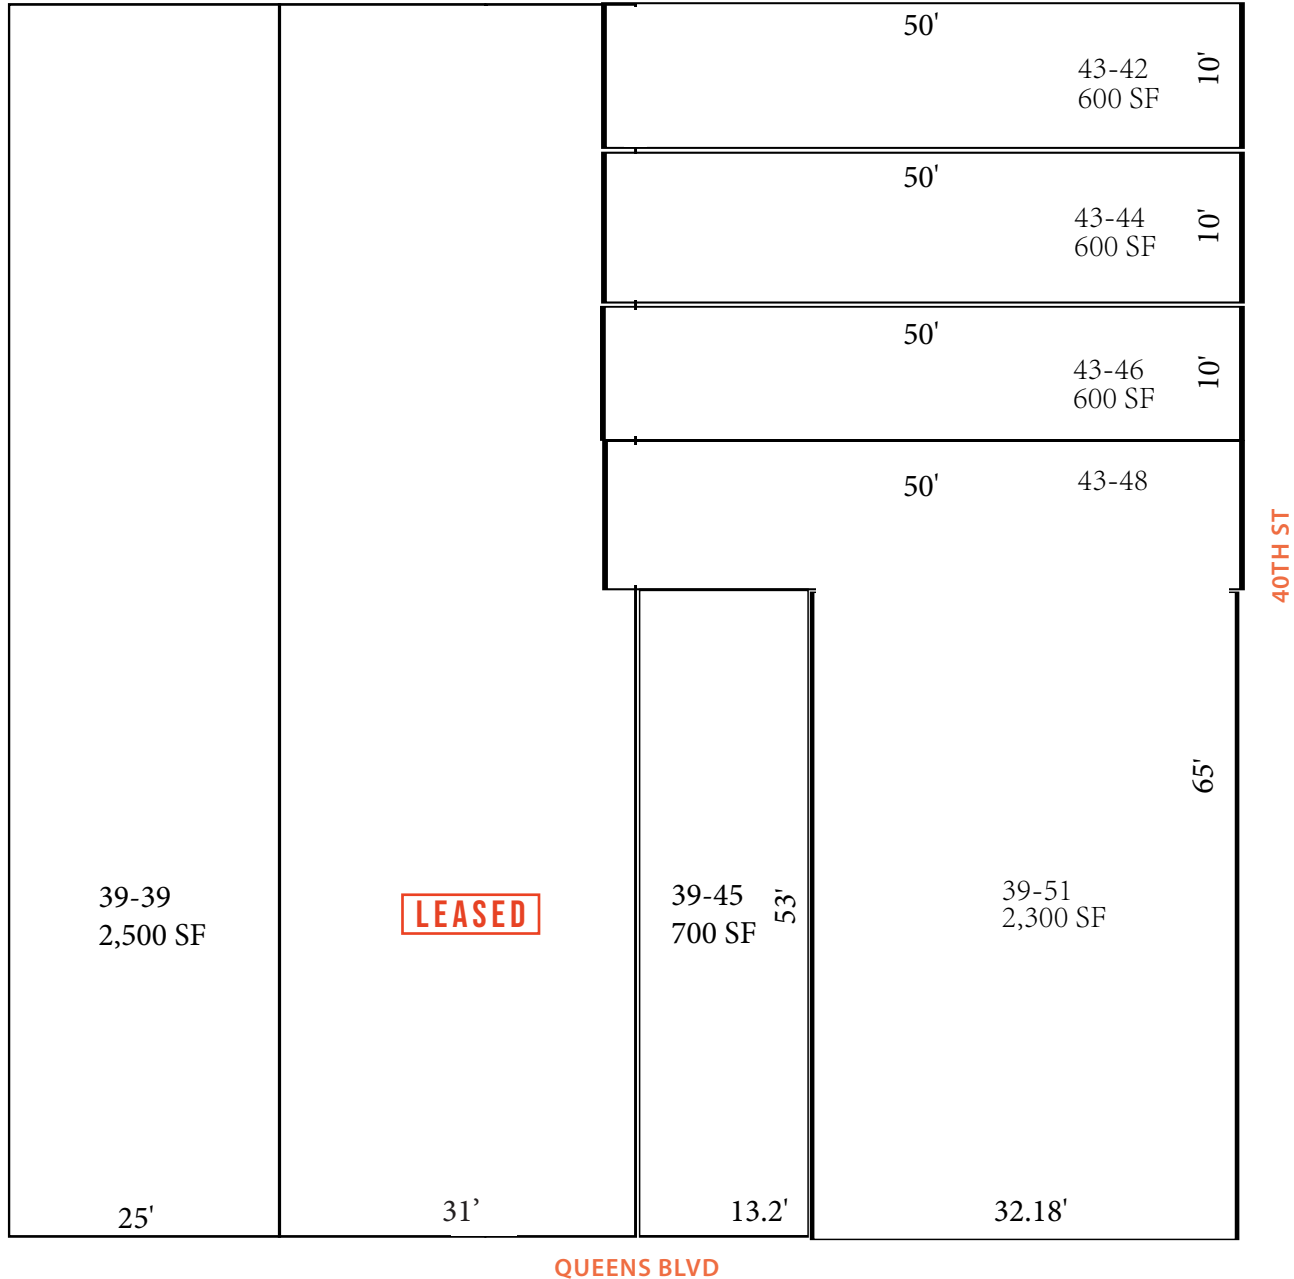 50'
43-42
600 SF
10'
50'
43-44
600 SF
10'
50'
43-46
600 SF
10'
50'
43-48
40TH ST
65'
39-39
2,500 SF
LEASED
39-45
700 SF
53'
39-51
2,300 SF
25'
31’
13.2'
32.18'
QUEENS BLVD